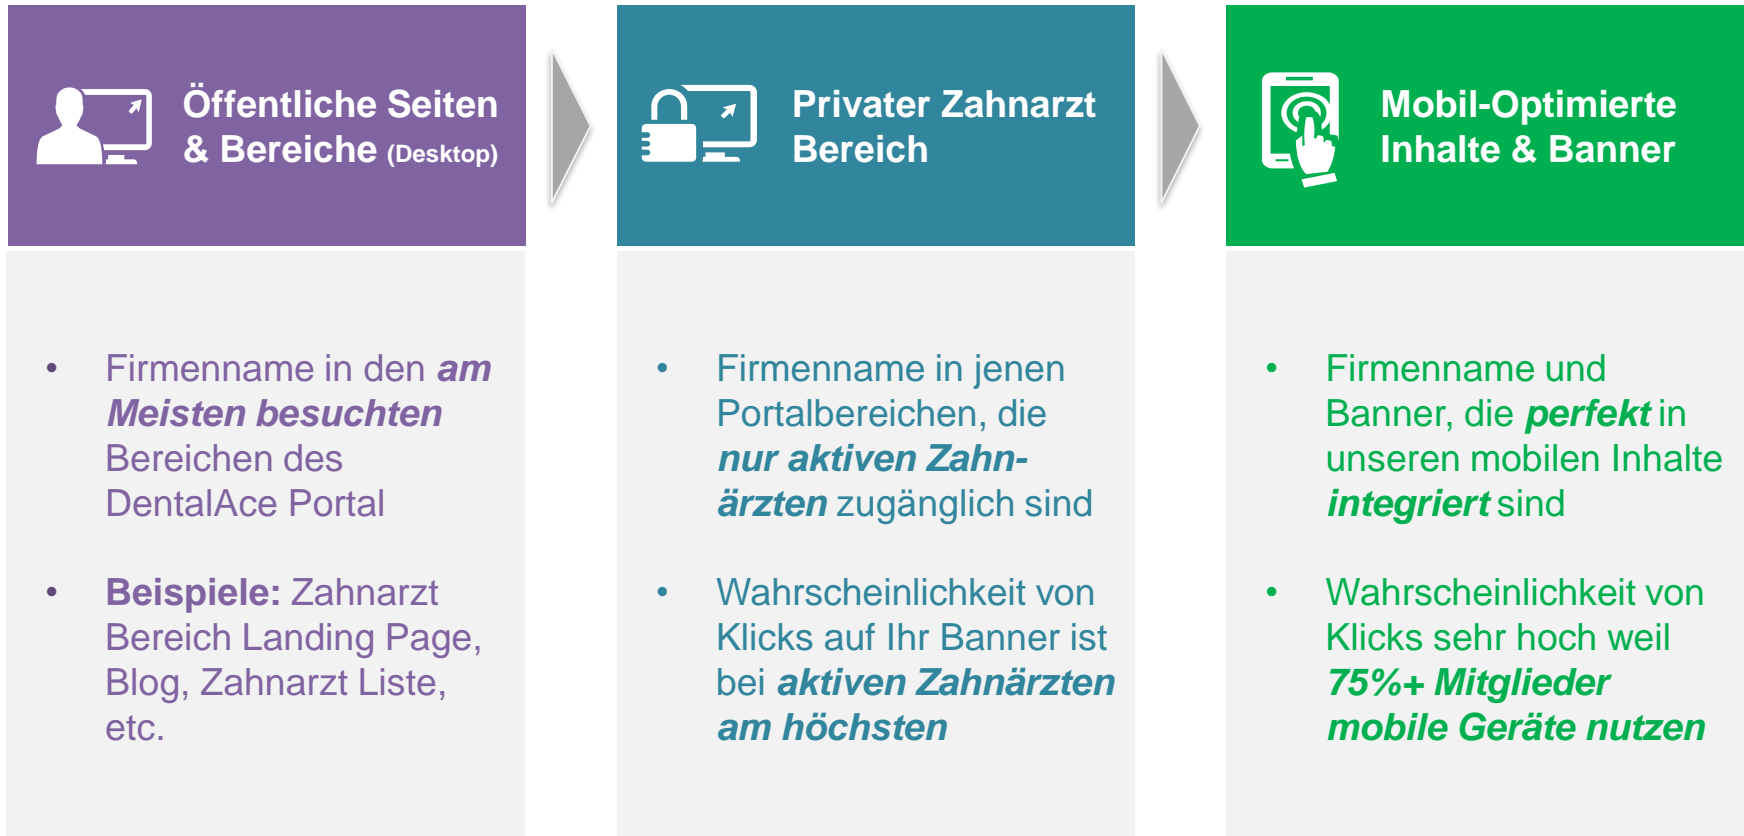 Öffentliche Seiten
& Bereiche (Desktop)
• Firmenname in den am
Meisten besuchten
Bereichen des
DentalAce Portal
• Beispiele: Zahnarzt
Bereich Landing Page,
Blog, Zahnarzt Liste,
etc.
Privater Zahnarzt
Bereich
• Firmenname in jenen
Portalbereichen, die
nur aktiven Zahn-
ärzten zugänglich sind
• Wahrscheinlichkeit von
Klicks auf Ihr Banner ist
bei aktiven Zahnärzten
am höchsten
Mobil-Optimierte
Inhalte & Banner
• Firmenname und
Banner, die perfekt in
unseren mobilen Inhalte
integriert sind
• Wahrscheinlichkeit von
Klicks sehr hoch weil
75%+ Mitglieder
mobile Geräte nutzen